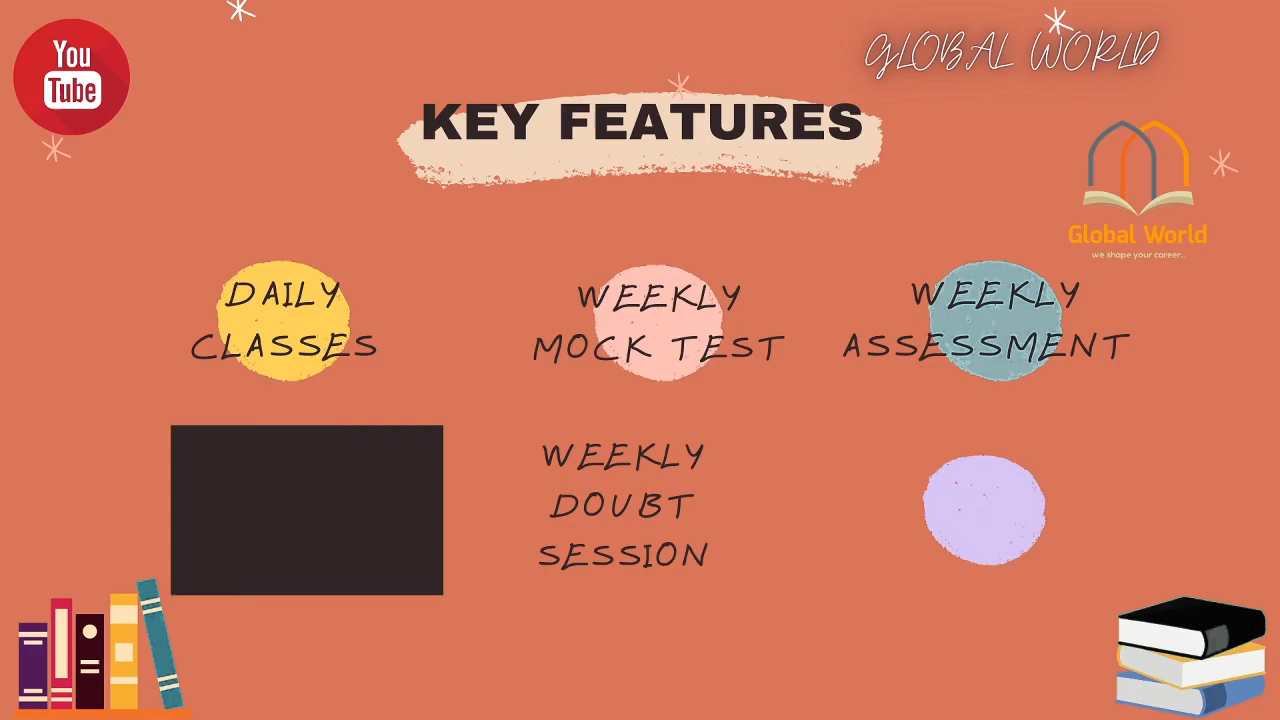 You
Tube
GLOBAL WORLD
KEY FEATURES
Global World
we shape your career..
DAILY
CLASSES
WEEKLY
MOCK TEST
WEEKLY
ASSESSMENT
WEEKLY
DOUBT
SESSION